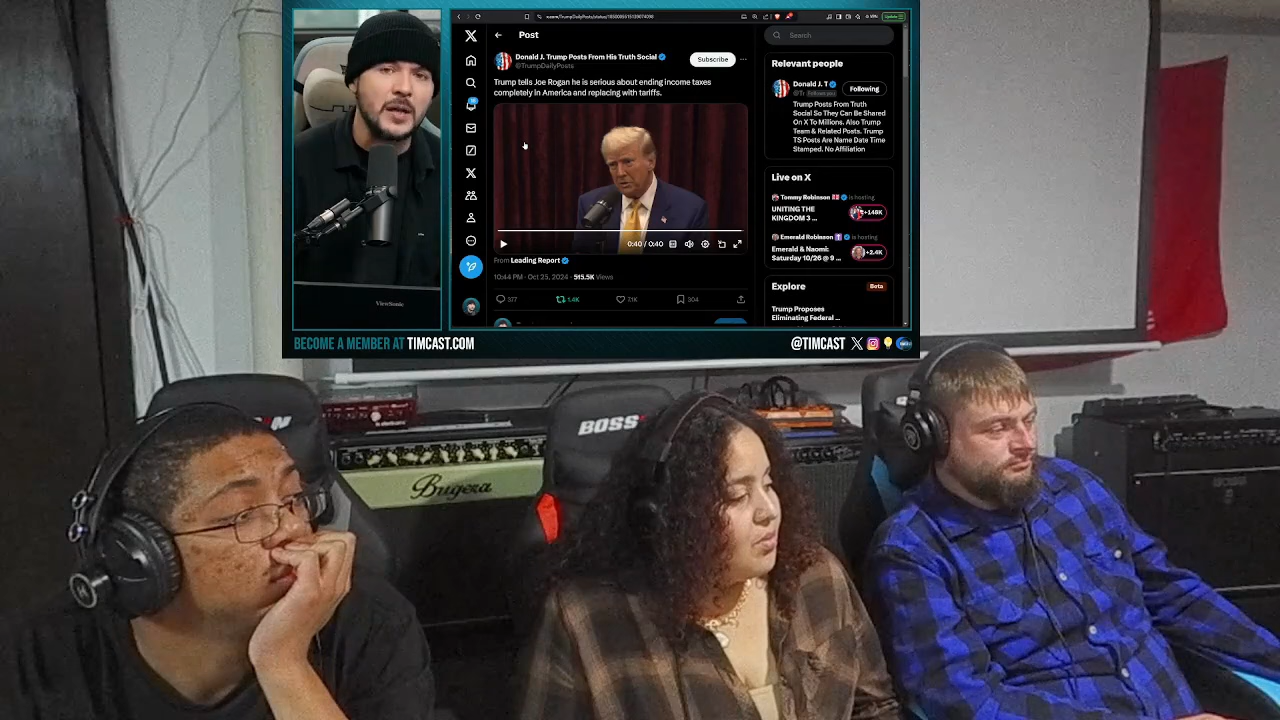 Post
Search
Donald J. Trump Posts From His Truth Social
@TrumpDailyPosts
Subscribe
Trump tells Joe Rogan he is serious about ending income taxes
completely in America and replacing with tariffs.
0:40 / 0:40
From Leading Report
10:44 PM · Oct 25, 2024 · 515.5K Views
377
1.4K
7.1K
304
Relevant people
Donald J. T
Following
Trump Posts From Truth
Social So They Can Be Shared
On X To Millions. Also Trump
Team & Related Posts. Trump
TS Posts Are Name Date Time
Stamped. No Affiliation
Live on X
Tommy Robinson is hosting
UNITING THE
KINGDOM 3 ...
+148K
Emerald Robinson is hosting
Emerald & Naomi:
Saturday 10/26 @ 9 ...
+2.4K
Explore
Beta
Trump Proposes
Eliminating Federal ...
ViewSonic
BECOME A MEMBER AT TIMCAST.COM
@TIMCAST
BOSS
Bugera